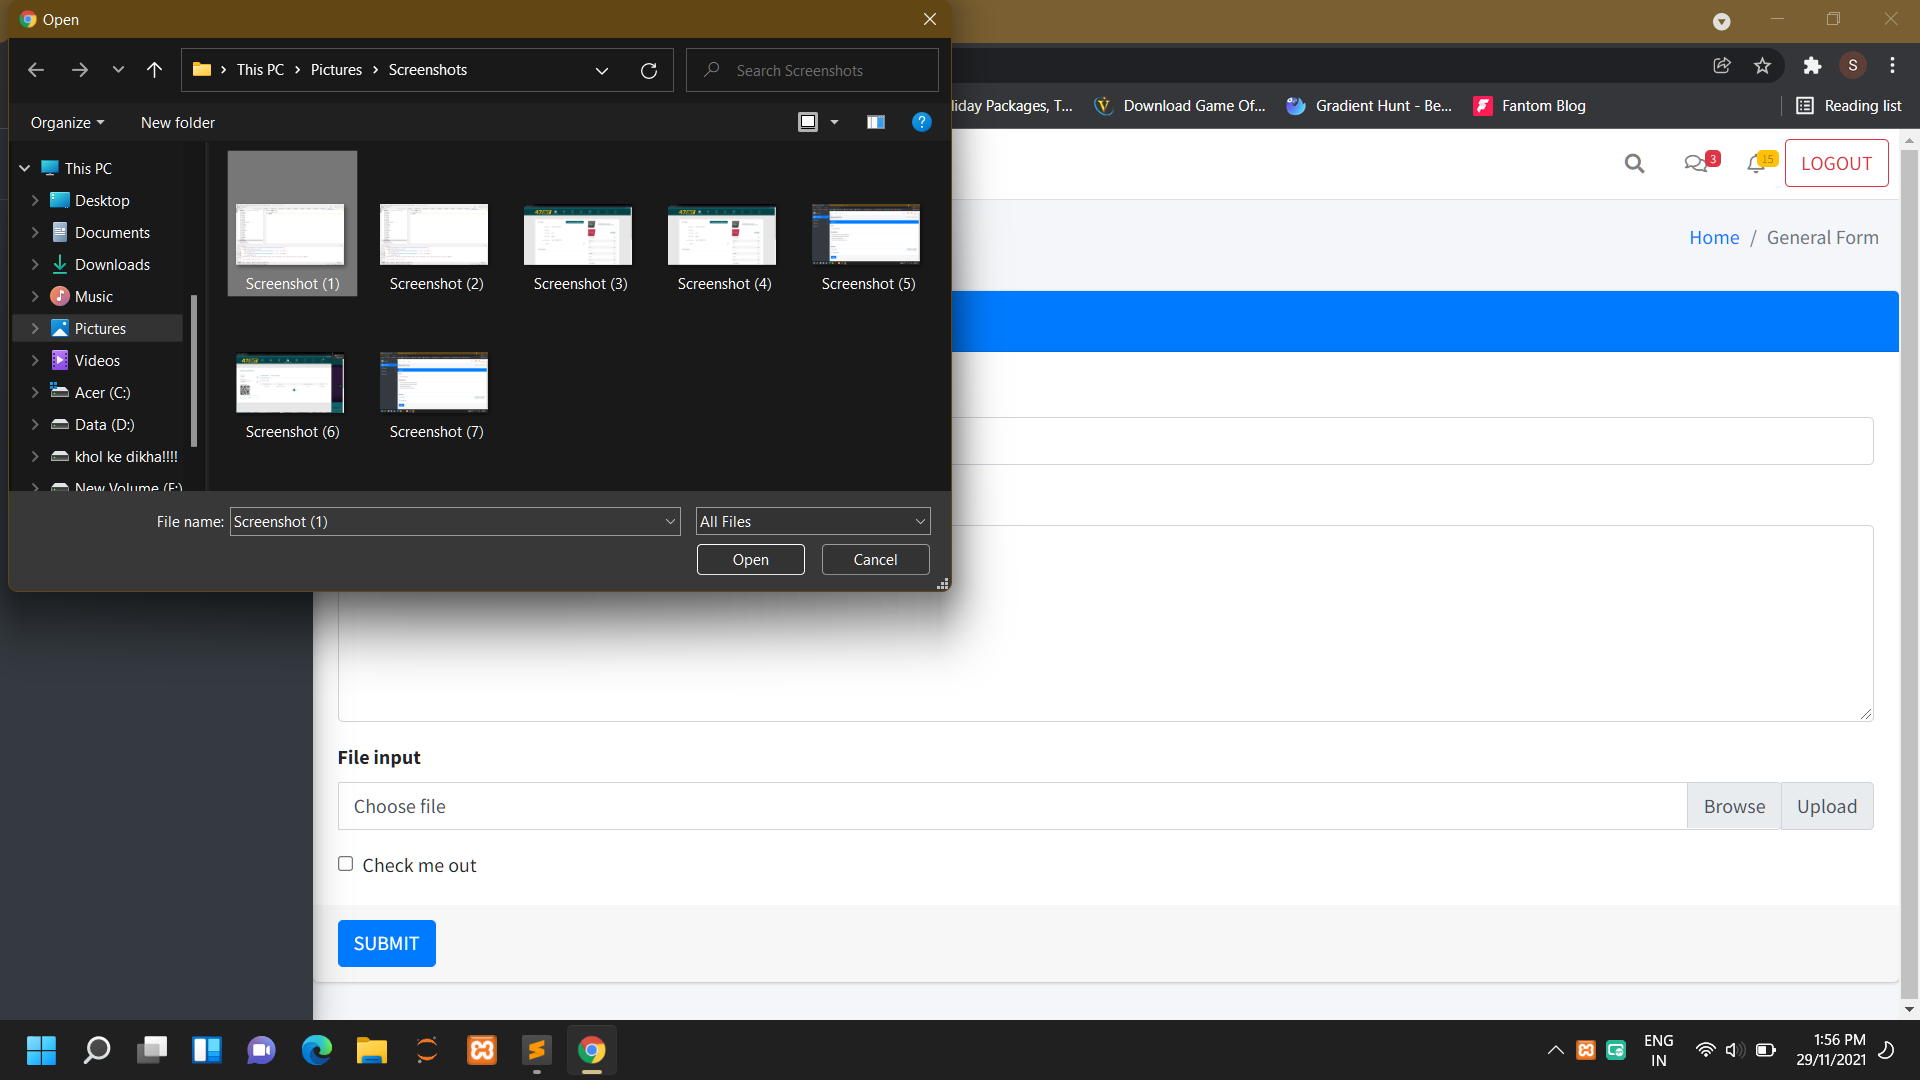 Open
This PC
Pictures
Screenshots
Search Screenshots
Organize
New folder
This PC
Desktop
Documents
Downloads
Music
Pictures
Videos
Acer (C:)
Data (D:)
khol ke dikha!!!!
New Volume (E:)
Screenshot (1)
Screenshot (2)
Screenshot (3)
Screenshot (4)
Screenshot (5)
Screenshot (6)
Screenshot (7)
File name:
Screenshot (1)
All Files
Open
Cancel
S
liday Packages, T...
Download Game Of...
Gradient Hunt - Be...
Fantom Blog
Reading list
3
15
LOGOUT
Home / General Form
File input
Choose file
Browse
Upload
Check me out
SUBMIT
ENG
IN
1:56 PM
29/11/2021